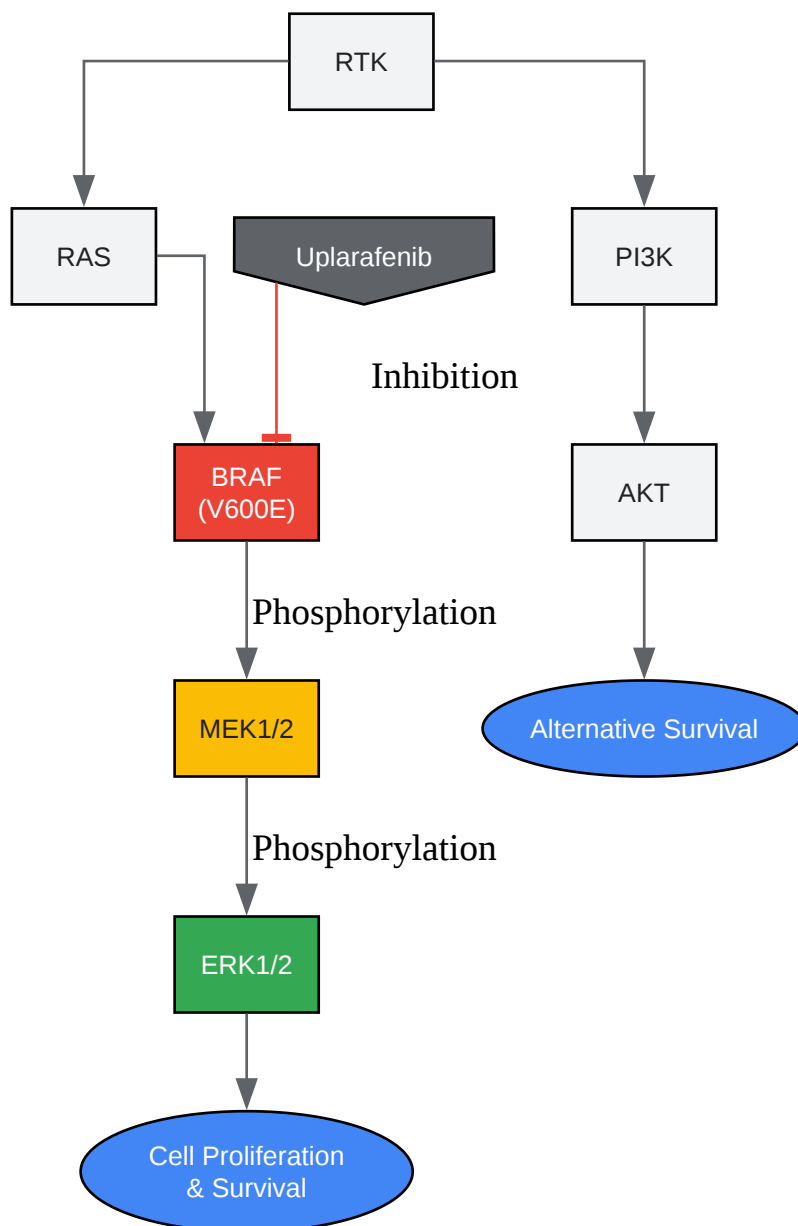 RTK
RAS
Uplarafenib
PI3K
Inhibition
BRAF
(V600E)
AKT
Phosphorylation
MEK1/2
Alternative Survival
Phosphorylation
ERK1/2
Cell Proliferation
& Survival